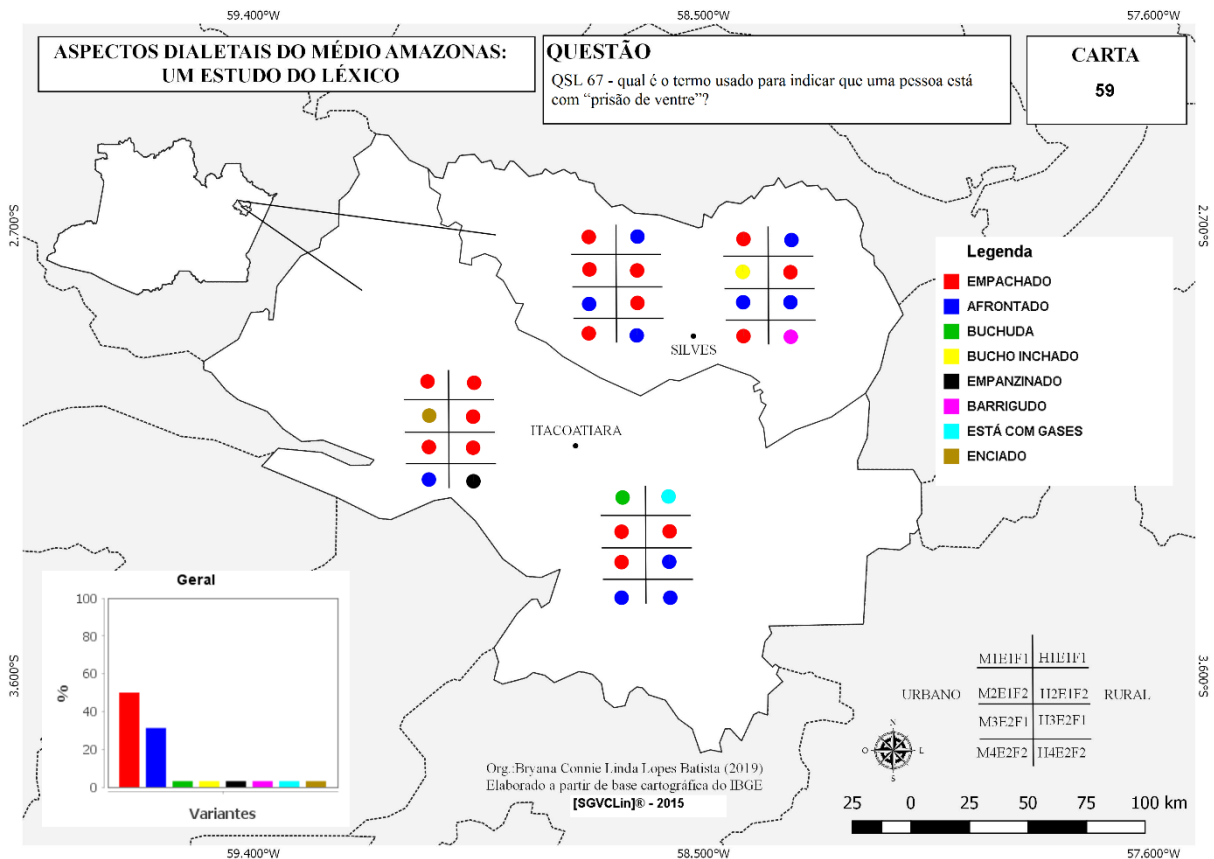 59.400°W
58.500°W
57.600°W
ASPECTOS DIALETAIS DO MÉDIO AMAZONAS:
UM ESTUDO DO LÉXICO
QUESTÃO
QSL 67 - qual é o termo usado para indicar que uma pessoa está
com “prisão de ventre”?
CARTA
59
2.700°S
2.700°S
SILVES
ITACOATIARA
Legenda
EMPACHADO
AFRONTADO
BUCHUDA
BUCHO INCHADO
EMPANZINADO
BARRIGUDO
ESTÁ COM GASES
ENCIADO
Geral
100
80
60
40
20
0
%
Variantes
3.600°S
3.600°S
M1E1F1 H1E1F1
URBANO M2E1F2 H2E1F2 RURAL
M3E2F1 H3E2F1
M4E2F2 H4E2F2
N
O L
S
Org.:Bryana Connie Linda Lopes Batista (2019)
Elaborado a partir de base cartográfica do IBGE
[SGVCLin]® - 2015
25 0 25 50 75 100 km
59.400°W
58.500°W
57.600°W